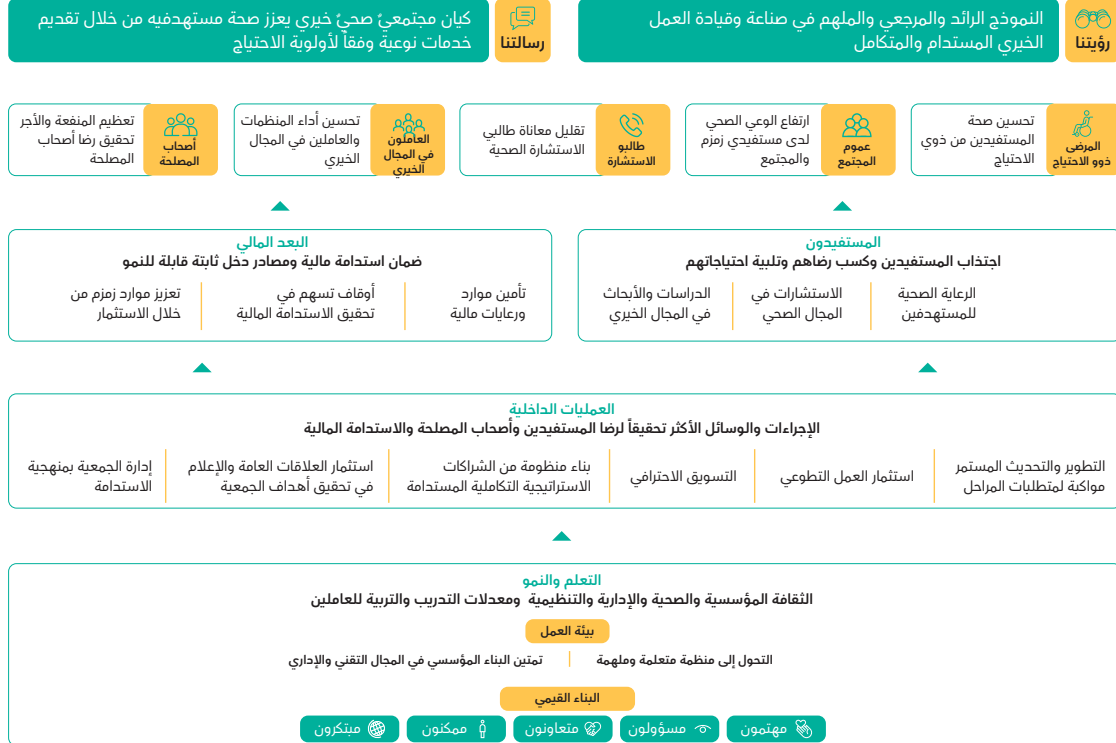 رؤيتنا
النموذج الرائد والمرجعي والملهم في صناعة وقيادة العمل
الخيري المستدام والمتكامل
رسالتنا
كيان مجتمعيٌ صحيٌ خيري يعزز صحة مستهدفيه من خلال تقديم
خدمات نوعية وفقاً لأولوية الاحتياج
المرضى
ذوو الاحتياج
تحسين صحة
المستفيدين من ذوي
الاحتياج
عموم
المجتمع
ارتفاع الوعي الصحي
لدى مستفيدي زمزم
والمجتمع
طالبو
الاستشارة
تقليل معاناة طالبي
الاستشارة الصحية
العاملون
في المجال
الخيري
تحسين أداء المنظمات
والعاملين في المجال
الخيري
أصحاب
المصلحة
تعظيم المنفعة والأجر
تحقيق رضا أصحاب
المصلحة
المستفيدون
اجتذاب المستفيدين وكسب رضاهم وتلبية احتياجاتهم
الرعاية الصحية
للمستهدفين
الاستشارات في
المجال الصحي
الدراسات والأبحاث
في المجال الخيري
البعد المالي
ضمان استدامة مالية ومصادر دخل ثابتة قابلة للنمو
تأمين موارد
ورعايات مالية
أوقاف تسهم في
تحقيق الاستدامة المالية
تعزيز موارد زمزم من
خلال الاستثمار
العمليات الداخلية
الإجراءات والوسائل الأكثر تحقيقاً لرضا المستفيدين وأصحاب المصلحة والاستدامة المالية
التطوير والتحديث المستمر
مواكبة لمتطلبات المراحل
استثمار العمل التطوعي
التسويق الاحترافي
بناء منظومة من الشراكات
الاستراتيجية التكاملية المستدامة
استثمار العلاقات العامة والإعلام
في تحقيق أهداف الجمعية
إدارة الجمعية بمنهجية
الاستدامة
التعلم والنمو
الثقافة المؤسسية والصحية والإدارية والتنظيمية ومعدلات التدريب والتربية للعاملين
بيئة العمل
التحول إلى منظمة متعلمة وملهمة
تمتين البناء المؤسسي في المجال التقني والإداري
البناء القيمي
مهتمون
مسؤولون
متعاونون
ممكنون
مبتكرون